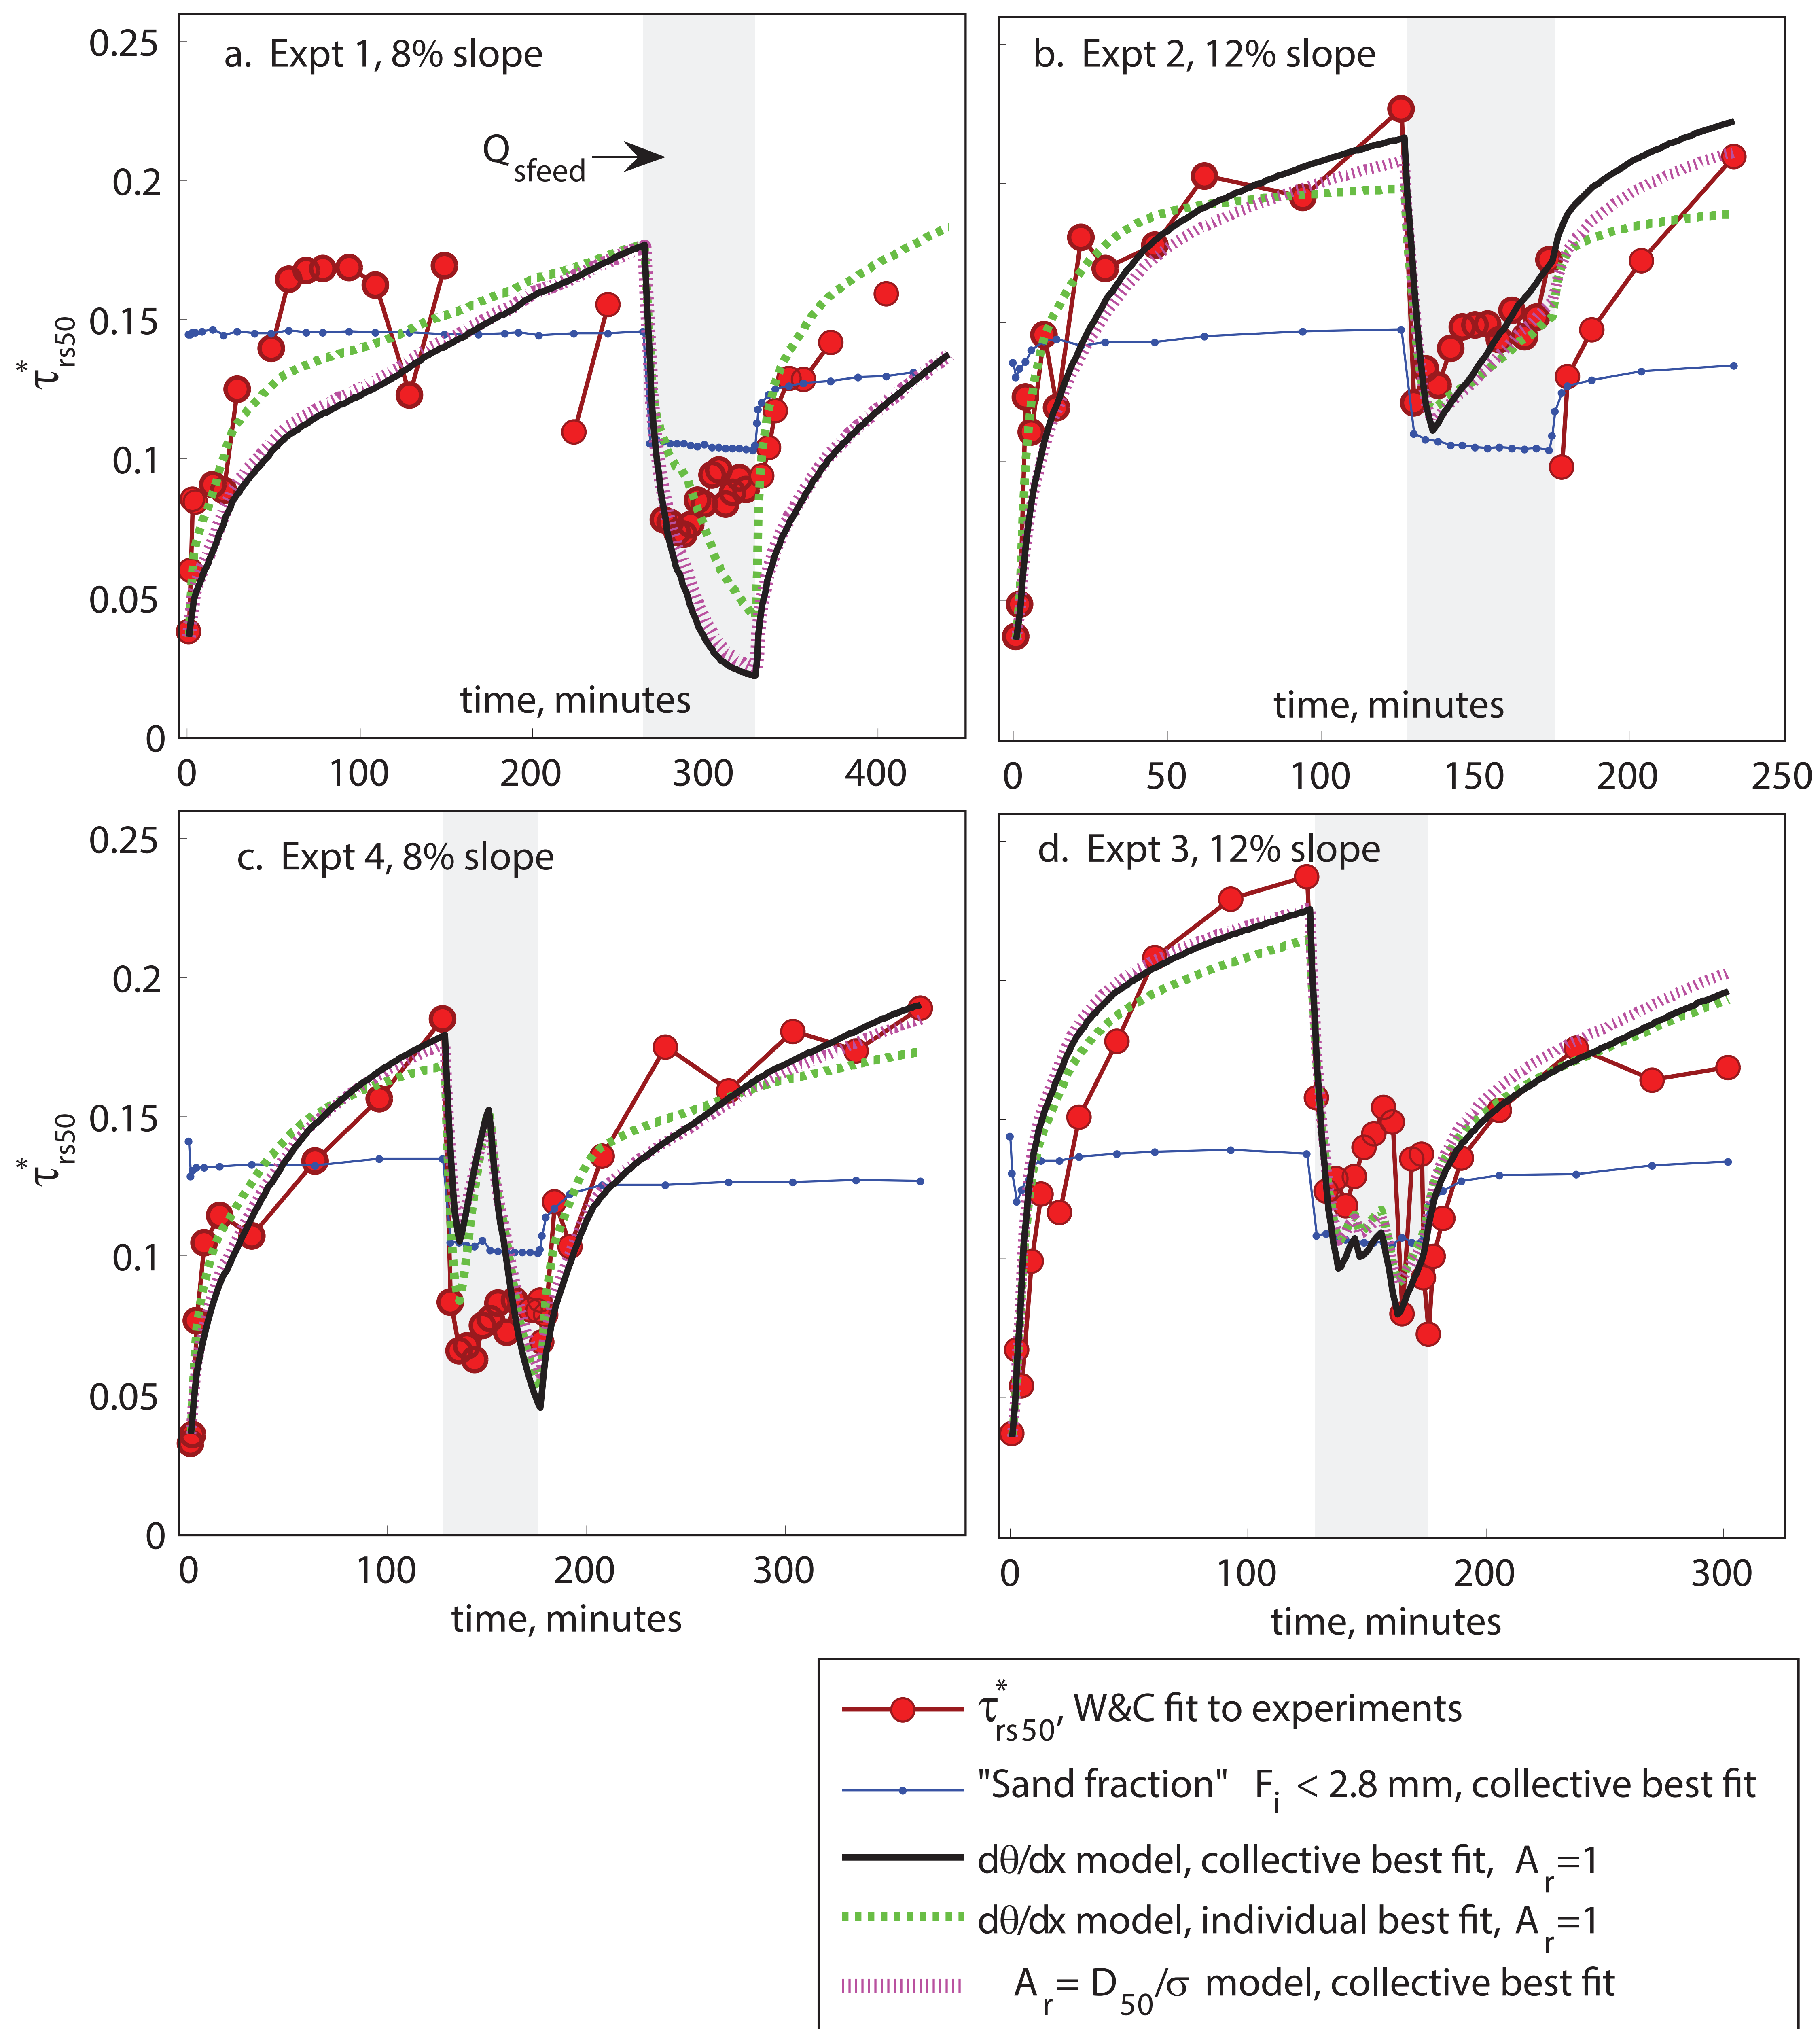 a. Expt 1, 8% slope
b. Expt 2, 12% slope
0.25
0.2
0.15
0.1
0.05
0
τ*rs50
Qsfeed
time, minutes
time, minutes
0 100 200 300 400
0 50 100 150 200 250
c. Expt 4, 8% slope
d. Expt 3, 12% slope
0.25
0.2
0.15
0.1
0.05
0
τ*rs50
0 100 200 300
0 100 200 300
time, minutes
time, minutes
τ*rs50, W&C fit to experiments
"Sand fraction" Fi < 2.8 mm, collective best fit
dθ/dx model, collective best fit, Ar=1
dθ/dx model, individual best fit, Ar=1
Ar= D50/σ model, collective best fit